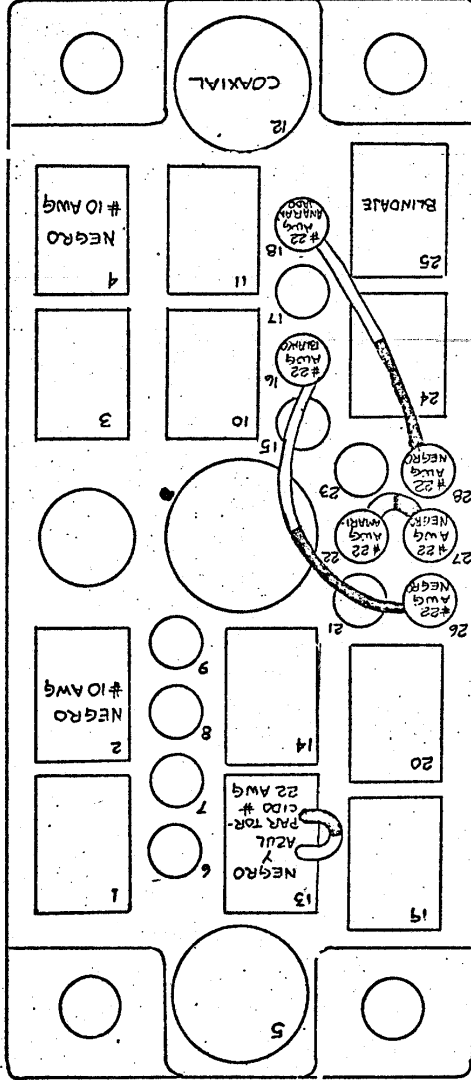 5
19
13
NEGRO
Y
AZUL
PAR TOR-
CIDO #
22 AWG
6
1
7
20
14
8
2
NEGRO
#10 AWG
9
26
#22
AWG
NEGRO
21
27
#22
AWG
NEGR
22
#22
AWG
AMARI-
28
#22
AWG
NEGRO
23
15
24
16
#22
AWG
BLANCO
10
3
17
25
BLINDAJE
18
#22
AWG
ANARAN
JADO
11
4
NEGRO
#10 AWG
12
COAXIAL